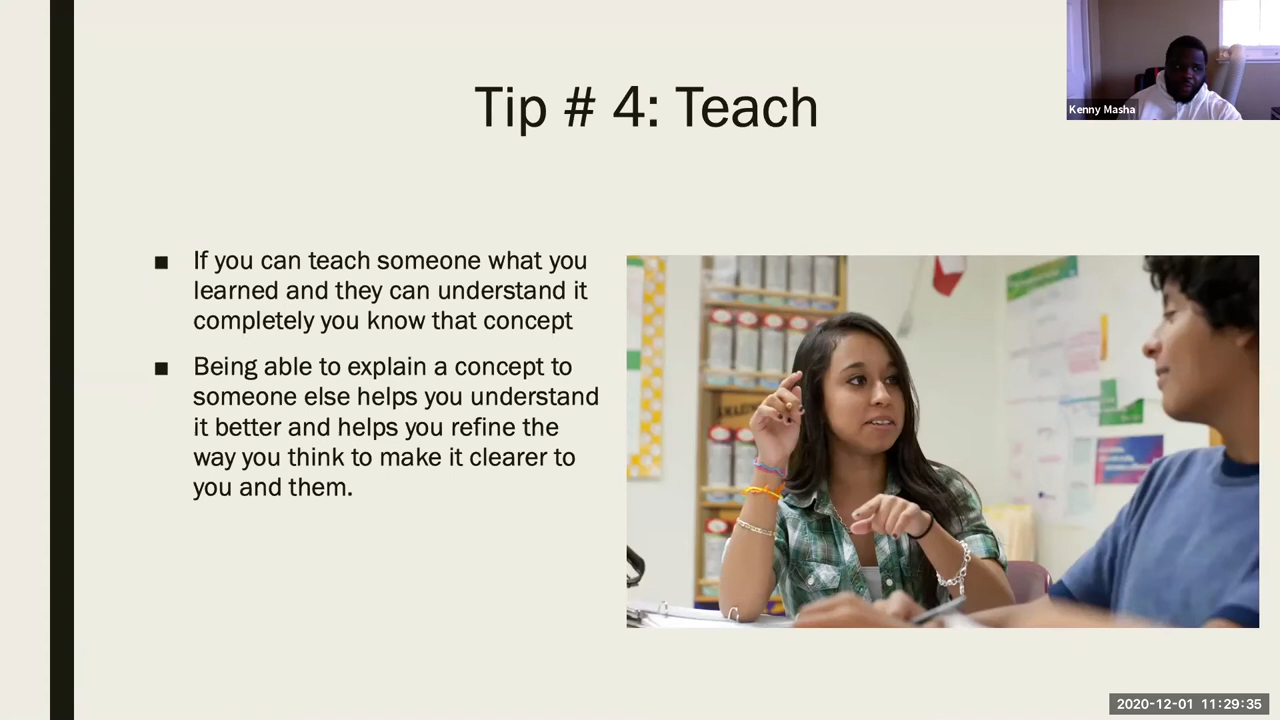 Tip # 4: Teach
Kenny Masha
■ If you can teach someone what you
learned and they can understand it
completely you know that concept
■ Being able to explain a concept to
someone else helps you understand
it better and helps you refine the
way you think to make it clearer to
you and them.
2020-12-01 11:29:35